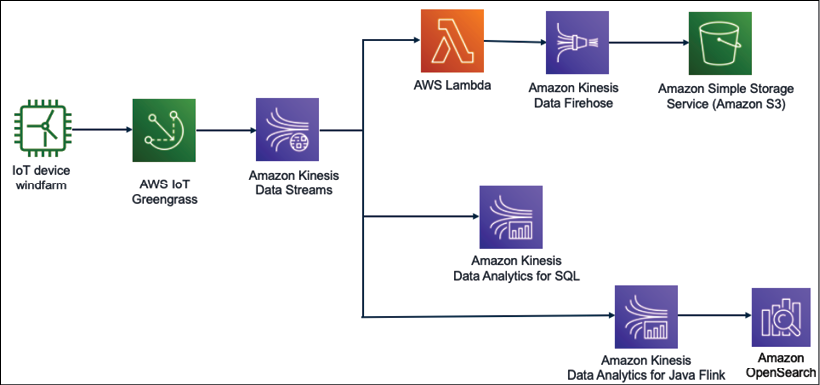 AWS Lambda
Amazon Kinesis
Data Firehose
Amazon Simple Storage
Service (Amazon S3)
IoT device
windfarm
AWS IoT
Greengrass
Amazon Kinesis
Data Streams
Amazon Kinesis
Data Analytics for SQL
Amazon Kinesis
Data Analytics for Java Flink
Amazon
OpenSearch